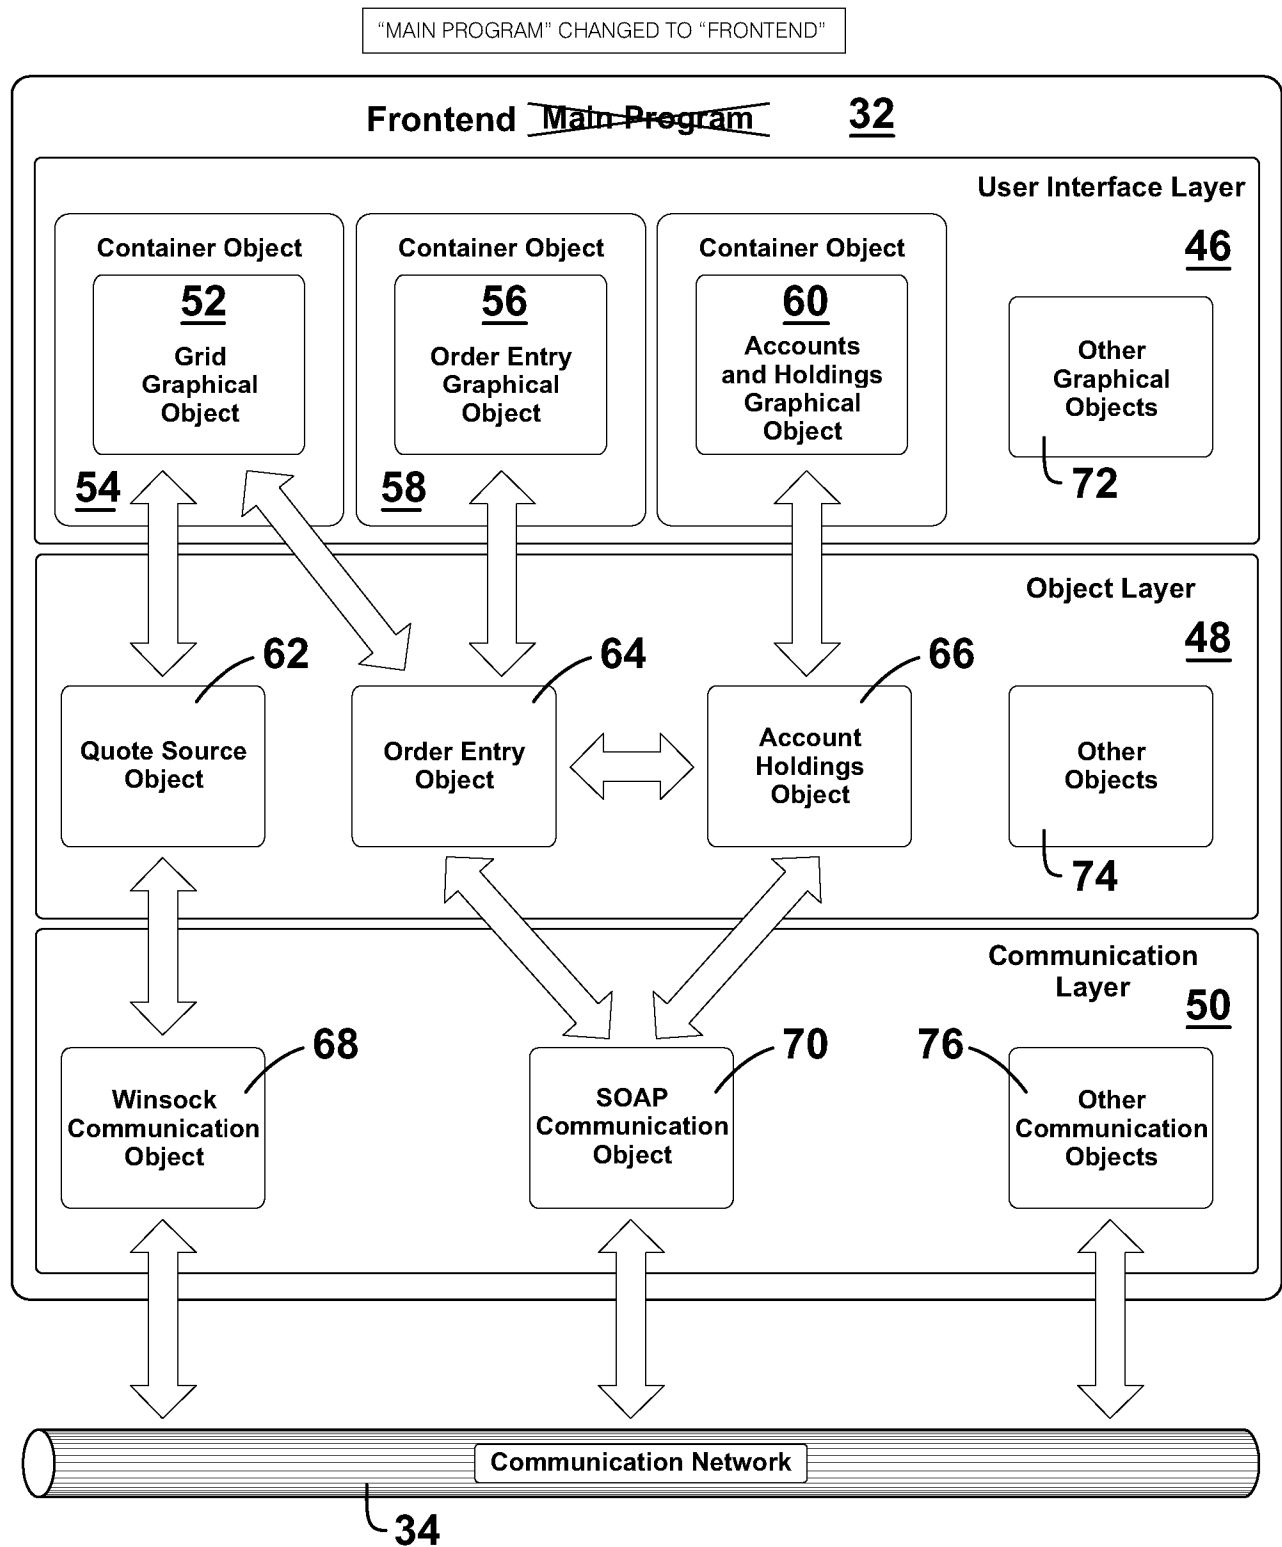 “MAIN PROGRAM” CHANGED TO “FRONTEND”
Frontend Main Program 32
User Interface Layer
46
Container Object
52
Grid
Graphical
Object
54
Container Object
56
Order Entry
Graphical
Object
58
Container Object
60
Accounts
and Holdings
Graphical
Object
Other
Graphical
Objects
72
Object Layer
48
62
Quote Source
Object
64
Order Entry
Object
66
Account
Holdings
Object
Other
Objects
74
Communication
Layer
50
68
Winsock
Communication
Object
70
SOAP
Communication
Object
76
Other
Communication
Objects
Communication Network
34